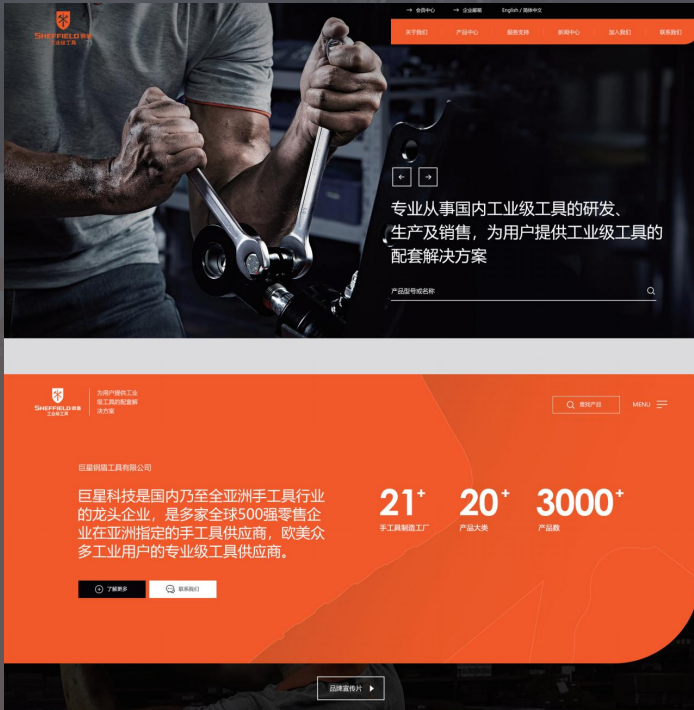 SHEFFIELD 钢盾
工业级工具
→ 会员中心 → 企业邮箱 English / 简体中文
关于我们 产品中心 服务支持 新闻中心 加入我们 联系我们
← →
专业从事国内工业级工具的研发、
生产及销售，为用户提供工业级工具的
配套解决方案
产品型号或名称
SHEFFIELD 钢盾
工业级工具
为用户提供工业
级工具的配套解
决方案
查找产品 MENU
巨星钢盾工具有限公司
巨星科技是国内乃至全亚洲手工具行业
的龙头企业，是多家全球500强零售企
业在亚洲指定的手工具供应商，欧美众
多工业用户的专业级工具供应商。
21+ 20+ 3000+
手工具制造工厂 产品大类 产品数
了解更多 联系我们
品牌宣传片